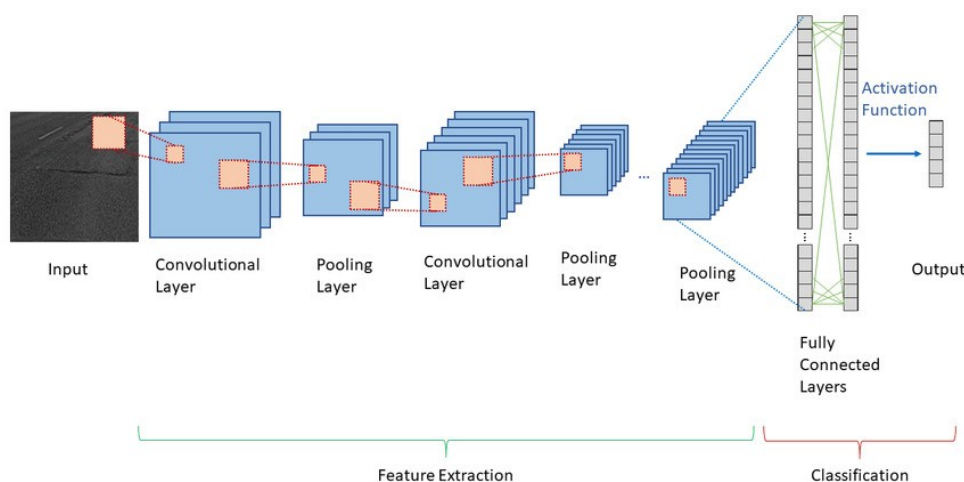 Activation
Function
Input
Convolutional
Layer
Pooling
Layer
Convolutional
Layer
Pooling
Layer
...
Pooling
Layer
Output
Fully
Connected
Layers
Feature Extraction
Classification